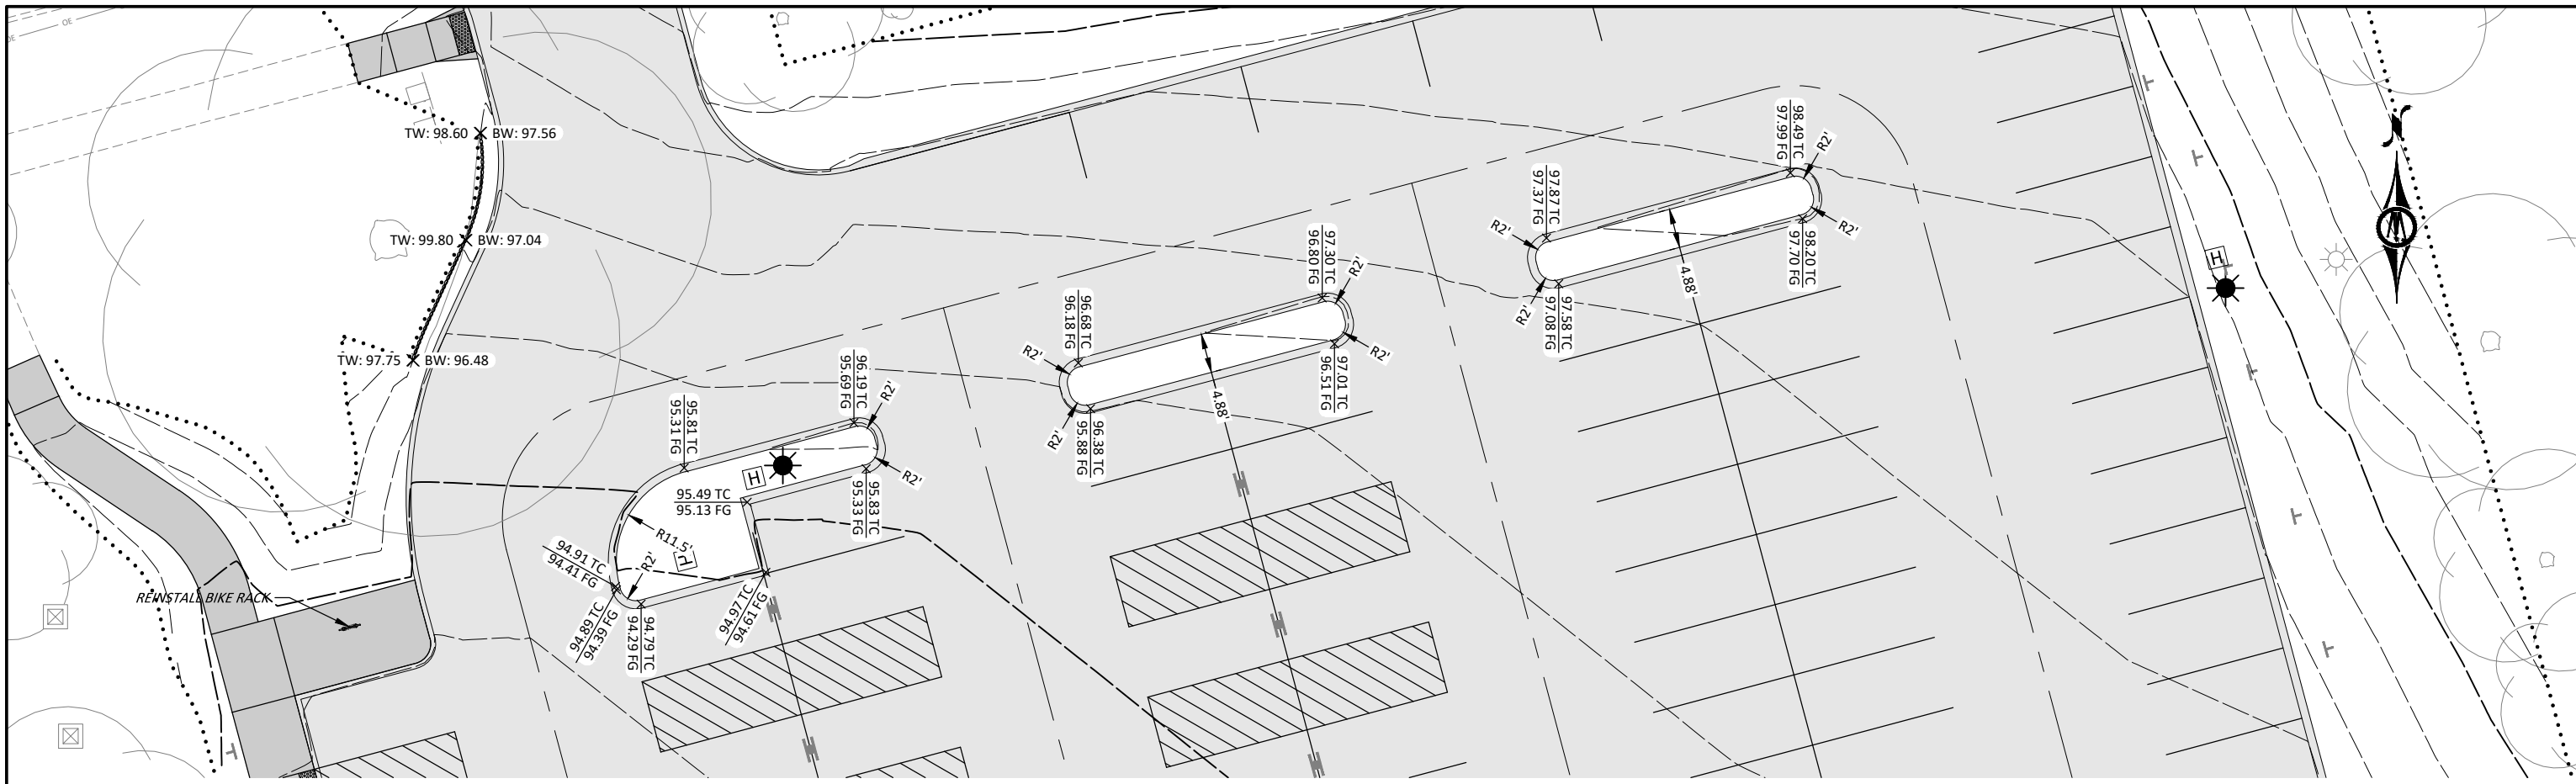 OE
OE
TW: 98.60
BW: 97.56
TW: 99.80
BW: 97.04
TW: 97.75
BW: 96.48
REINSTALL BIKE RACK
95.81 TC
95.31 FG
96.19 TC
95.69 FG
R2'
R2'
95.83 TC
95.33 FG
H
95.49 TC
95.13 FG
R11.5'
R2'
H
94.91 TC
94.41 FG
94.89 TC
94.39 FG
94.79 TC
94.29 FG
94.97 TC
94.61 FG
96.68 TC
96.18 FG
97.30 TC
96.80 FG
R2'
R2'
R2'
R2'
96.38 TC
95.88 FG
97.01 TC
96.51 FG
4.88'
97.87 TC
97.37 FG
98.49 TC
97.99 FG
R2'
R2'
R2'
R2'
97.58 TC
97.08 FG
98.20 TC
97.70 FG
4.88'
H
N